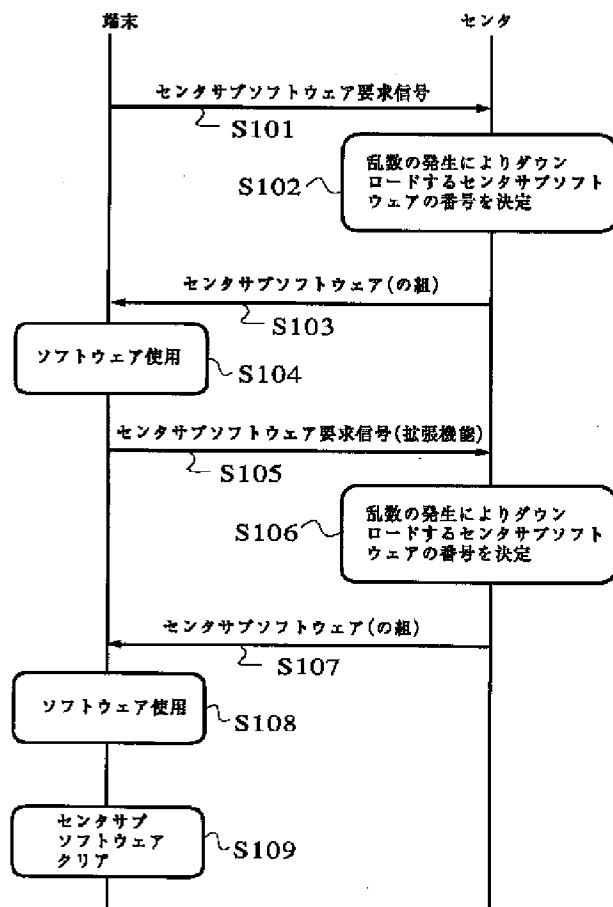 端末
センタ
センタサブソフトウェア要求信号
S101
乱数の発生によりダウン
ロードするセンタサブソフト
ウェアの番号を決定
S102
センタサブソフトウェア(の組)
S103
ソフトウェア使用
S104
センタサブソフトウェア要求信号(拡張機能)
S105
乱数の発生によりダウン
ロードするセンタサブソフト
ウェアの番号を決定
S106
センタサブソフトウェア(の組)
S107
ソフトウェア使用
S108
センタサブ
ソフトウェア
クリア
S109